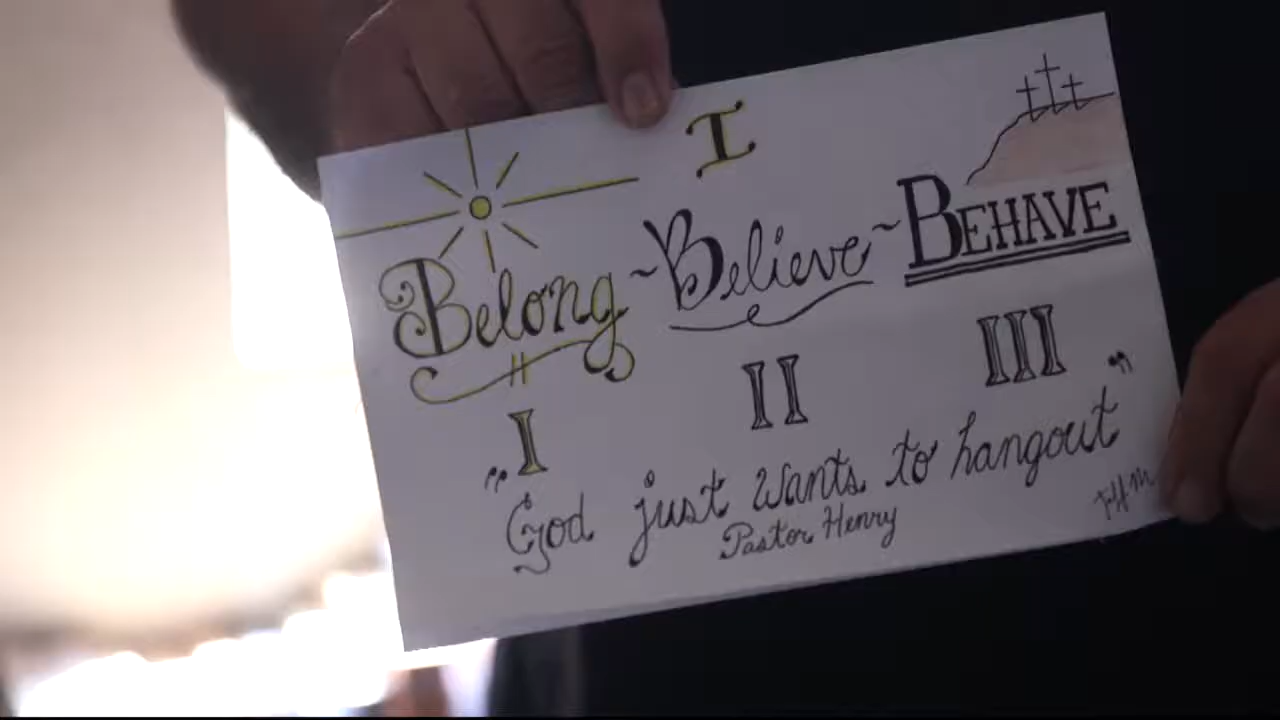 I
Belong ~ Believe ~ BEHAVE
I II III
"God just wants to hangout"
Pastor Henry